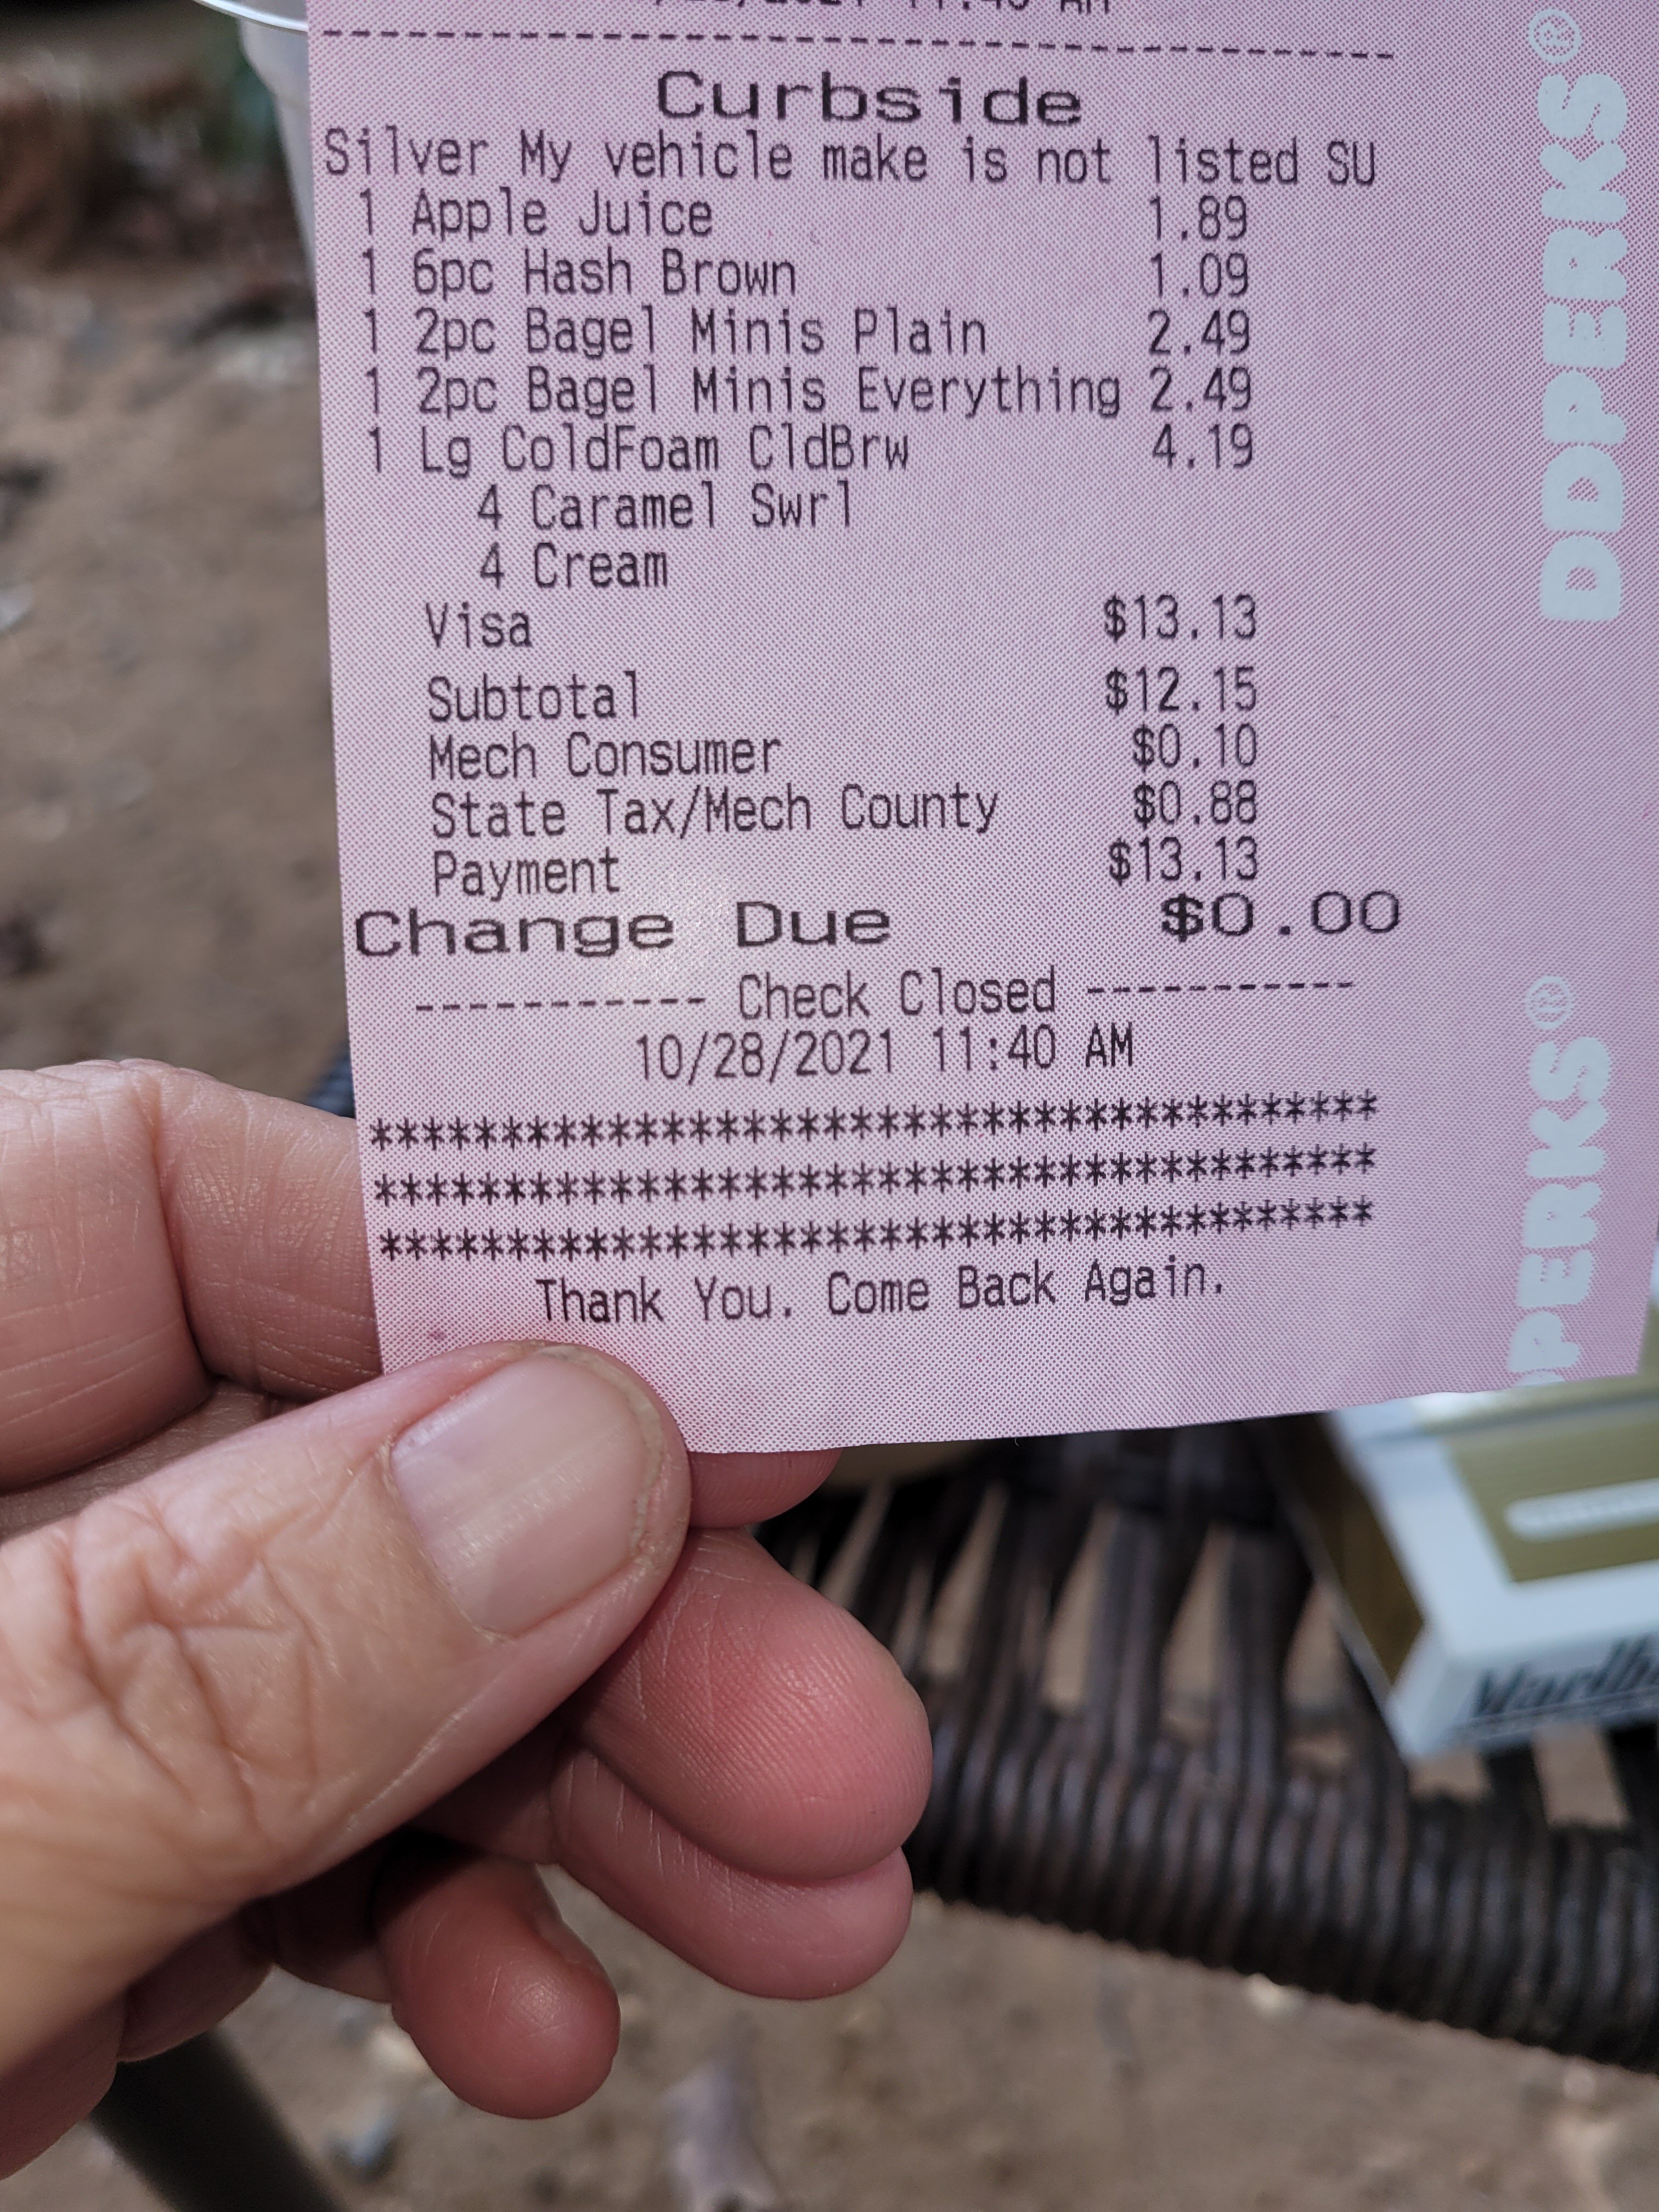 Curbside
Silver My vehicle make is not listed SU
1 Apple Juice 1.89
1 6pc Hash Brown 1.09
1 2pc Bagel Minis Plain 2.49
1 2pc Bagel Minis Everything 2.49
1 Lg ColdFoam CldBrw 4.19
4 Caramel Swrl
4 Cream
Visa $13.13
Subtotal $12.15
Mech Consumer $0.10
State Tax/Mech County $0.88
Payment $13.13
Change Due $0.00
----------- Check Closed -----------
10/28/2021 11:40 AM
***************************************
***************************************
***************************************
Thank You. Come Back Again.
DDPERKS®
PERKS®